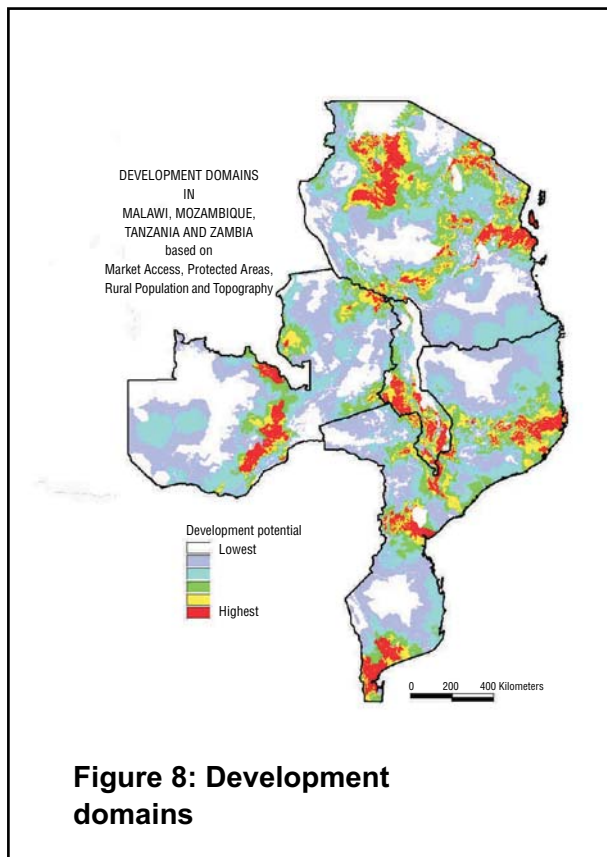 DEVELOPMENT DOMAINS
IN
MALAWI, MOZAMBIQUE,
TANZANIA AND ZAMBIA
based on
Market Access, Protected Areas,
Rural Population and Topography
Development potential
Lowest
Highest
0 200 400 Kilometers
Figure 8: Development
domains